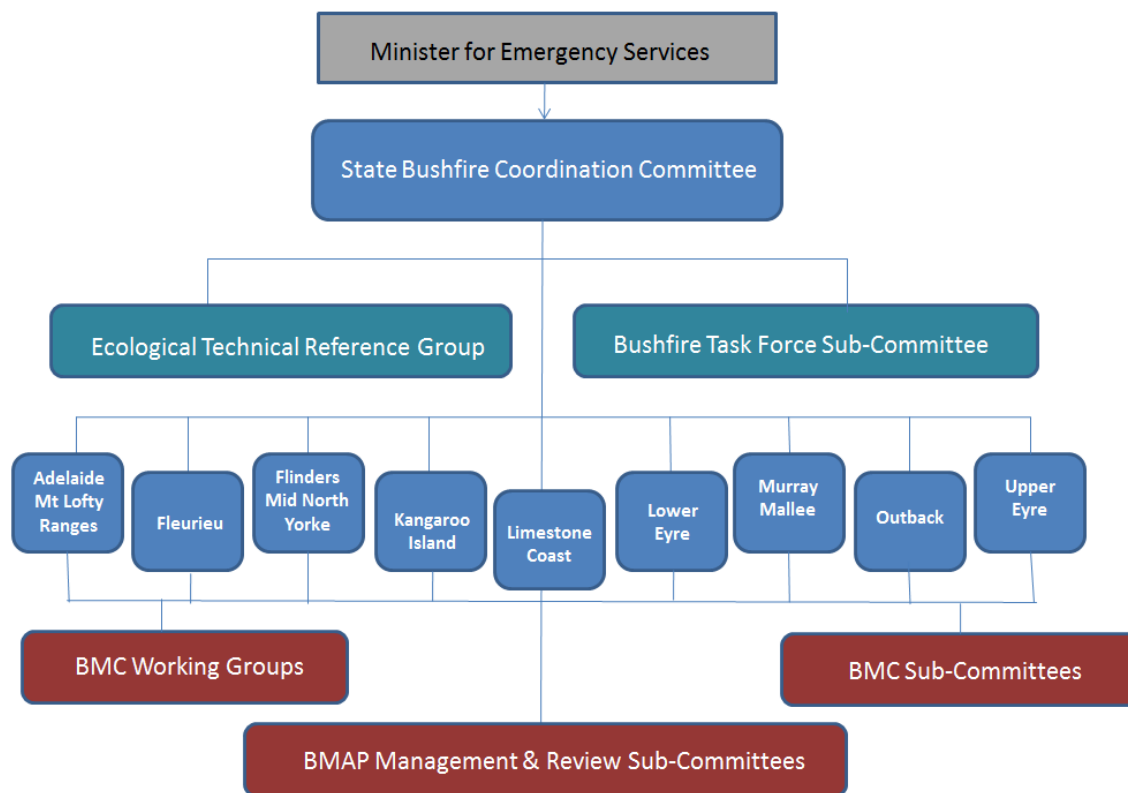 Minister for Emergency Services
State Bushfire Coordination Committee
Ecological Technical Reference Group
Bushfire Task Force Sub-Committee
Adelaide
Mt Lofty
Ranges
Fleurieu
Flinders
Mid North
Yorke
Kangaroo
Island
Limestone
Coast
Lower
Eyre
Murray
Mallee
Outback
Upper
Eyre
BMC Working Groups
BMC Sub-Committees
BMAP Management & Review Sub-Committees